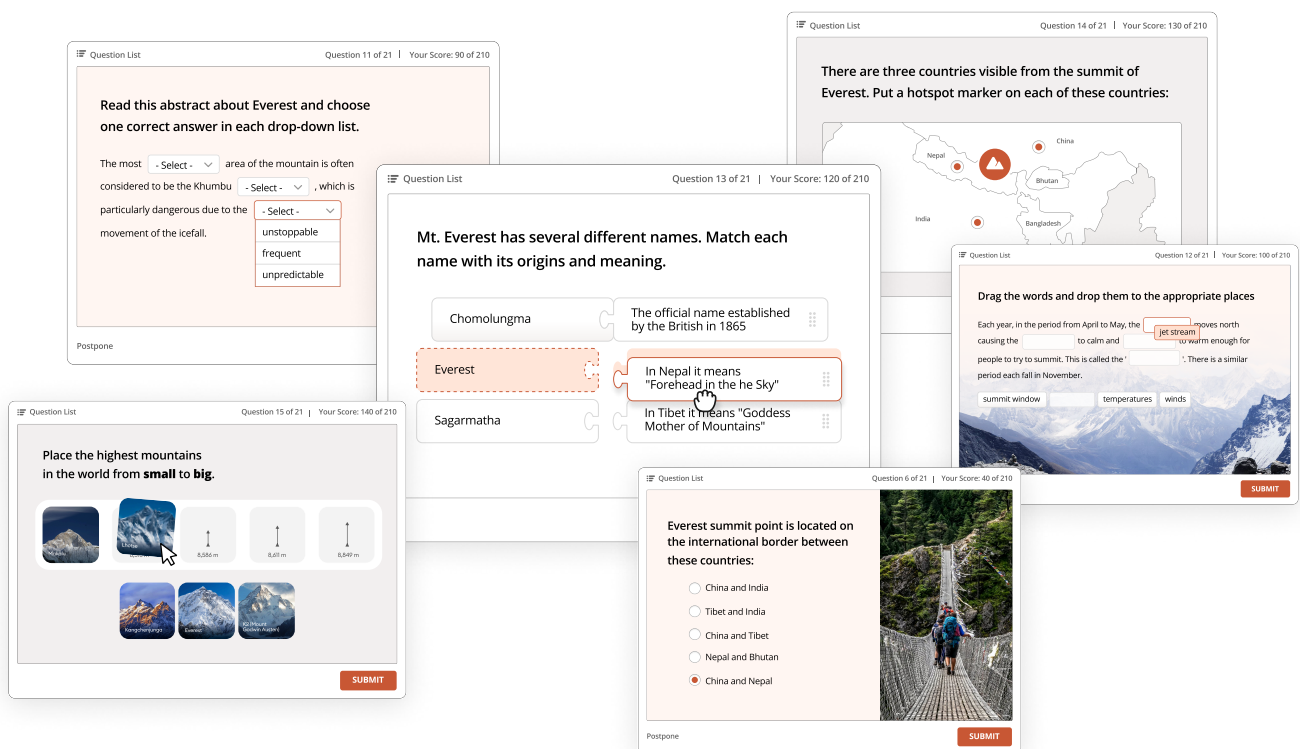 Question List
Question 11 of 21 | Your Score: 90 of 210
Read this abstract about Everest and choose
one correct answer in each drop-down list.
The most - Select - area of the mountain is often
considered to be the Khumbu - Select - , which is
particularly dangerous due to the - Select -
movement of the icefall.
unstoppable
frequent
unpredictable
Postpone
Question List
Question 14 of 21 | Your Score: 130 of 210
There are three countries visible from the summit of
Everest. Put a hotspot marker on each of these countries:
China
Nepal
Bhutan
India
Bangladesh
Question List
Question 13 of 21 | Your Score: 120 of 210
Mt. Everest has several different names. Match each
name with its origins and meaning.
Chomolungma
The official name established
by the British in 1865
Everest
In Nepal it means
"Forehead in the he Sky"
Sagarmatha
In Tibet it means "Goddess
Mother of Mountains"
Question List
Question 12 of 21 | Your Score: 100 of 210
Drag the words and drop them to the appropriate places
Each year, in the period from April to May, the moves north
jet stream
causing the to calm and to warm enough for
people to try to summit. This is called the ' '. There is a similar
period each fall in November.
summit window temperatures winds
SUBMIT
Question List
Question 15 of 21 | Your Score: 140 of 210
Place the highest mountains
in the world from small to big.
Makalu
Lhotse
8,586 m
8,611 m
8,849 m
Kangchenjunga
Everest
K2 (Mount
Godwin Austen)
SUBMIT
Question List
Question 6 of 21 | Your Score: 40 of 210
Everest summit point is located on
the international border between
these countries:
China and India
Tibet and India
China and Tibet
Nepal and Bhutan
China and Nepal
Postpone
SUBMIT